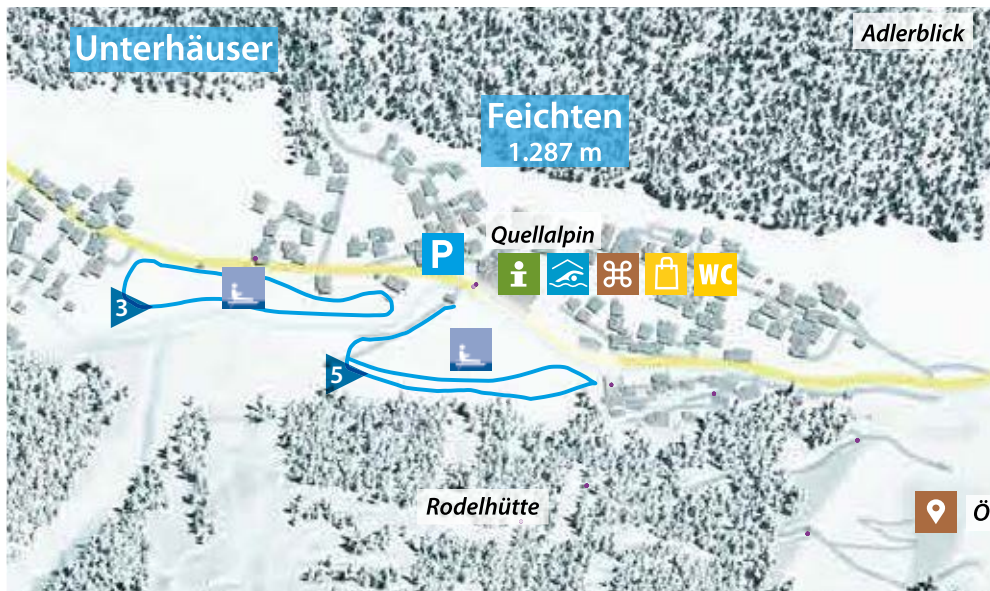 Adlerblick
Unterhäuser
Feichten
1.287 m
Quellalpin
P
i
WC
3
5
Rodelhütte
Ö